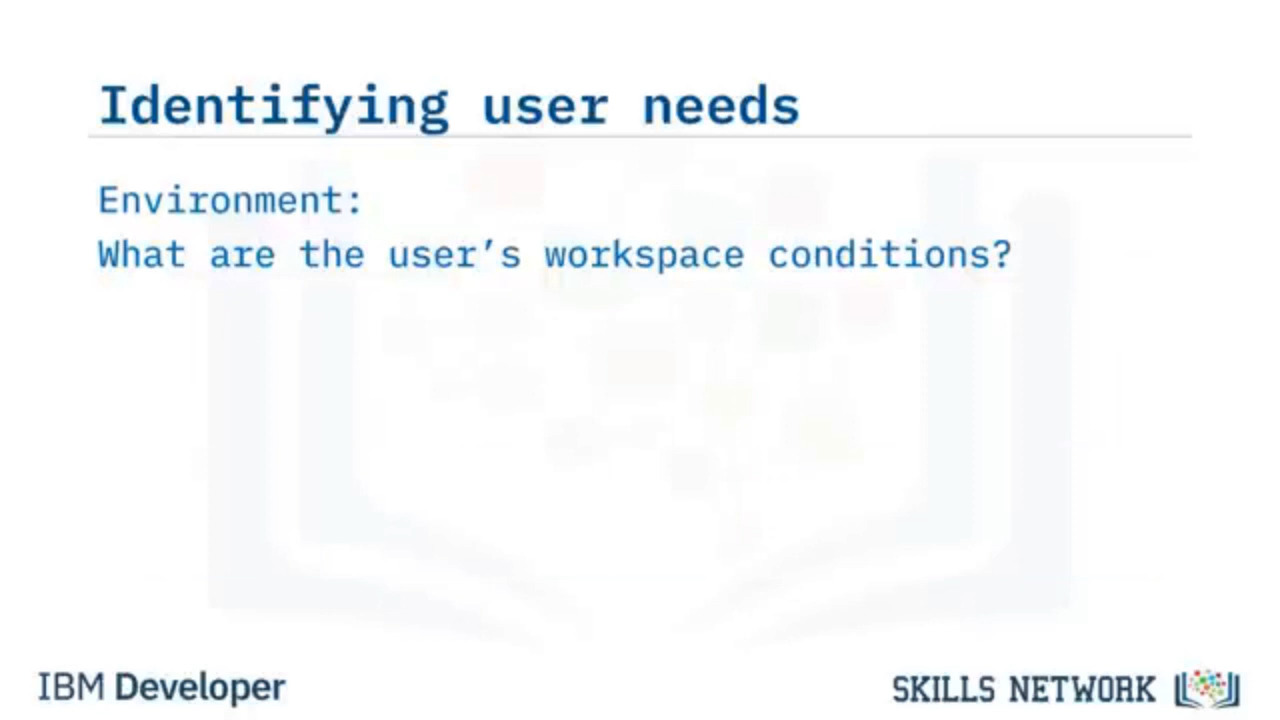 Identifying user needs
Environment:
What are the user’s workspace conditions?
IBM Developer
SKILLS NETWORK